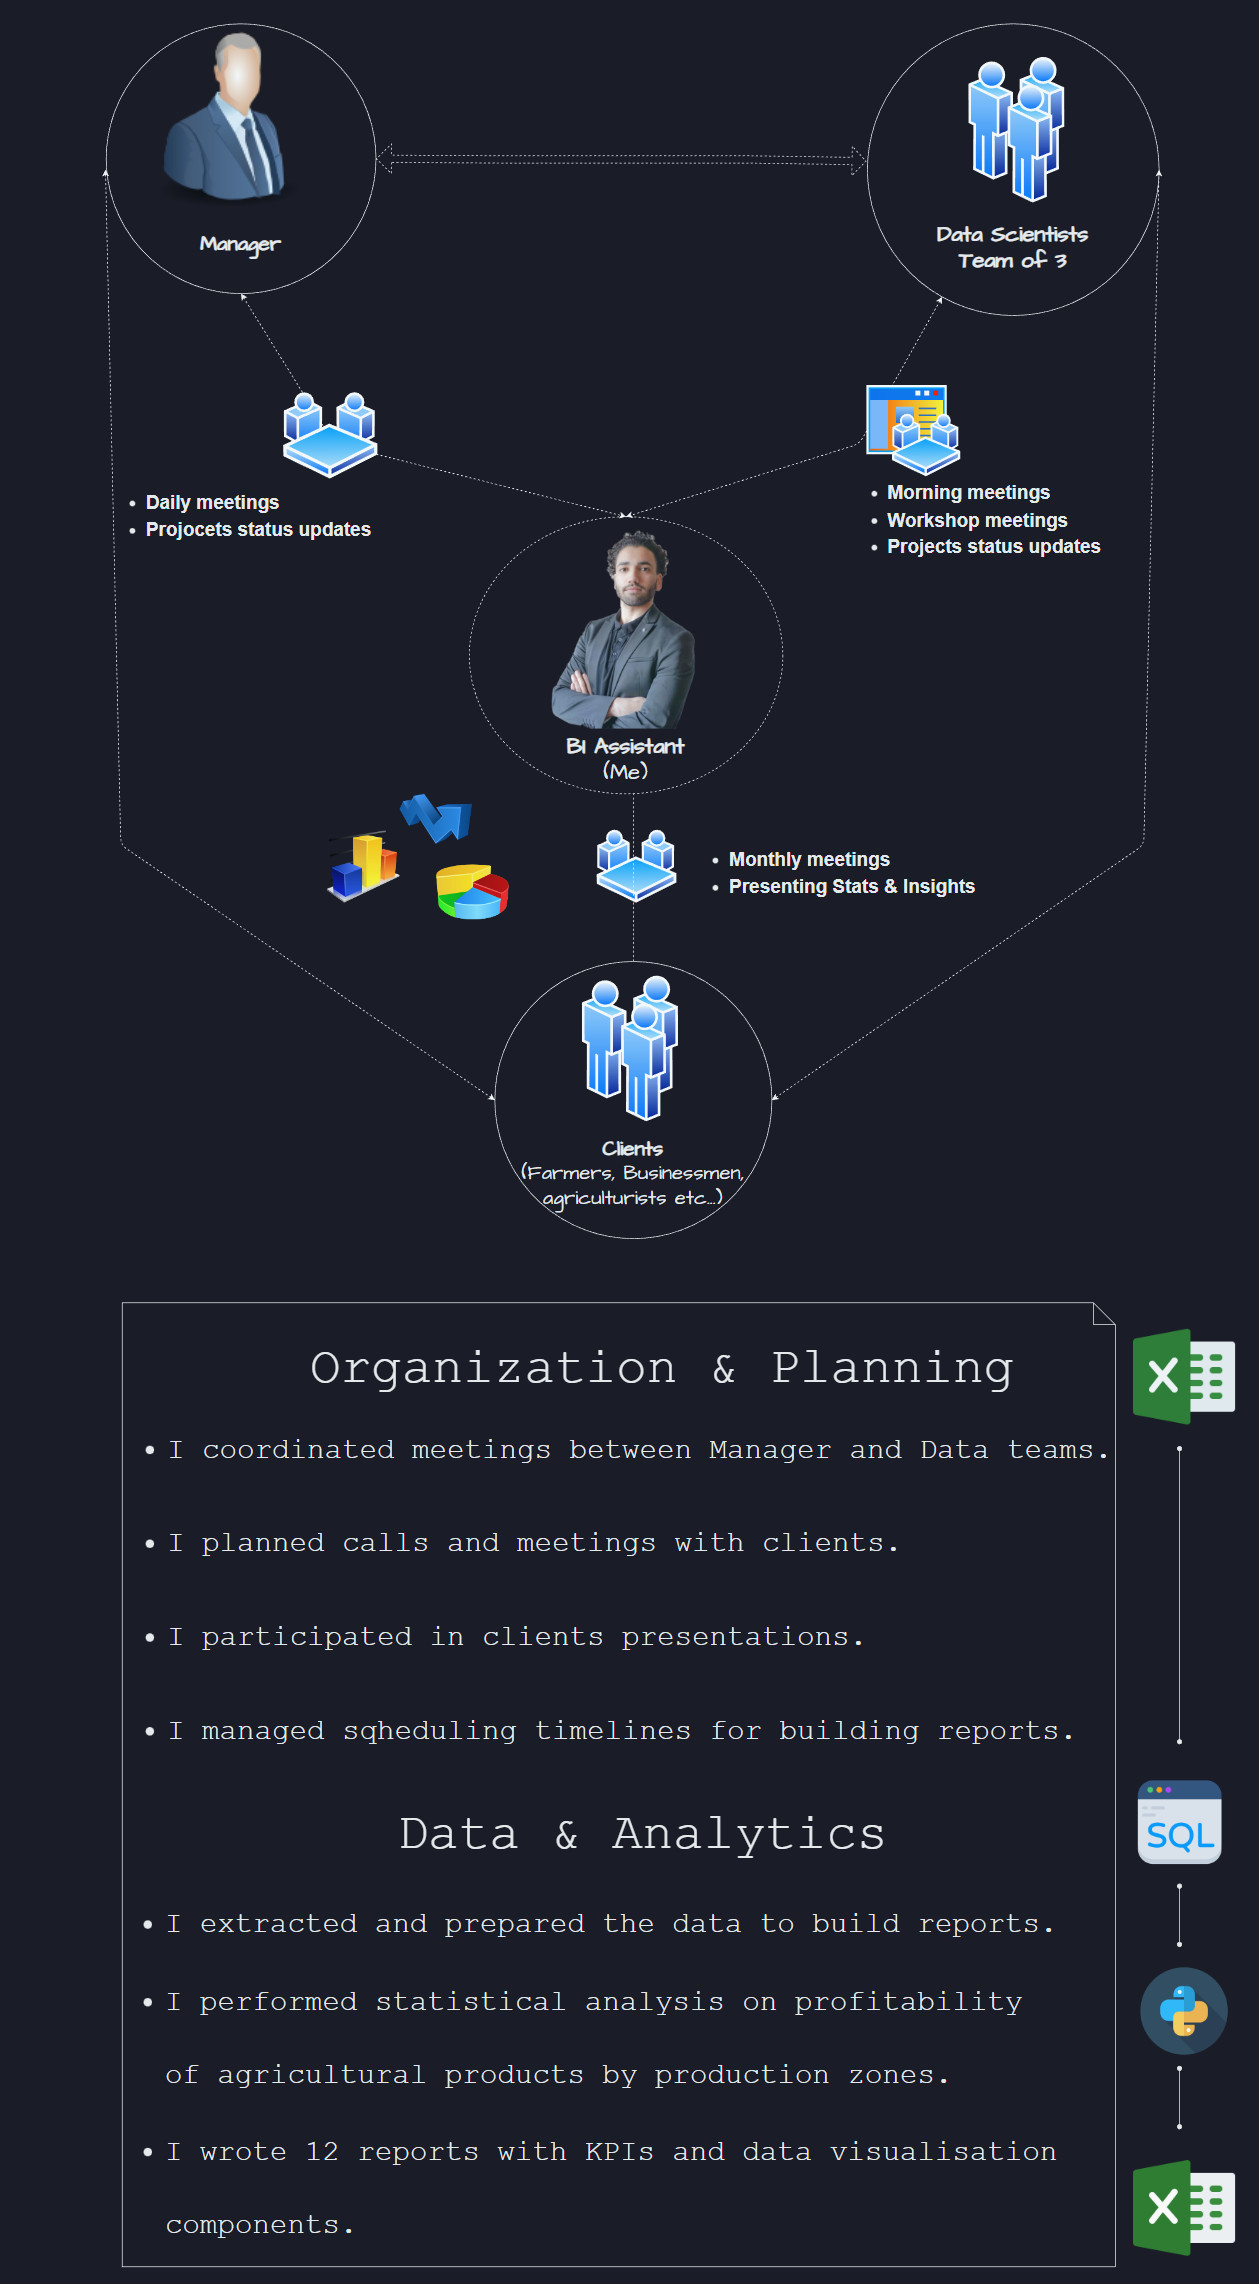 Manager
Data Scientists
Team of 3
• Daily meetings
• Projocets status updates
• Morning meetings
• Workshop meetings
• Projects status updates
BI Assistant
(Me)
• Monthly meetings
• Presenting Stats & Insights
Clients
(Farmers, Businessmen,
agriculturists etc...)
Organization & Planning
• I coordinated meetings between Manager and Data teams.
• I planned calls and meetings with clients.
• I participated in clients presentations.
• I managed sqheduling timelines for building reports.
SQL
Data & Analytics
• I extracted and prepared the data to build reports.
• I performed statistical analysis on profitability
of agricultural products by production zones.
• I wrote 12 reports with KPIs and data visualisation
components.